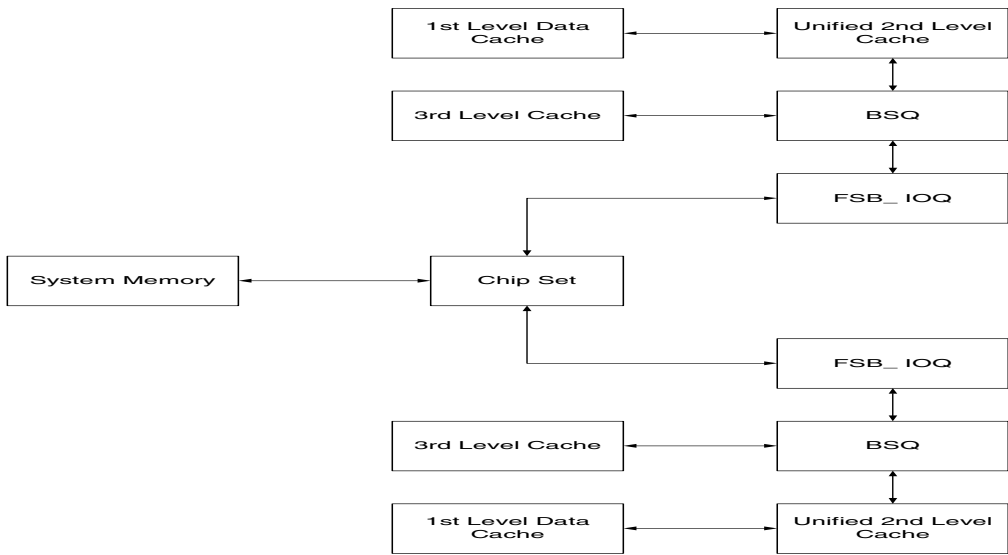 1st Level Data
Cache
Unified 2nd Level
Cache
3rd Level Cache
BSQ
FSB_ IOQ
System Memory
Chip Set
FSB_ IOQ
3rd Level Cache
BSQ
1st Level Data
Cache
Unified 2nd Level
Cache